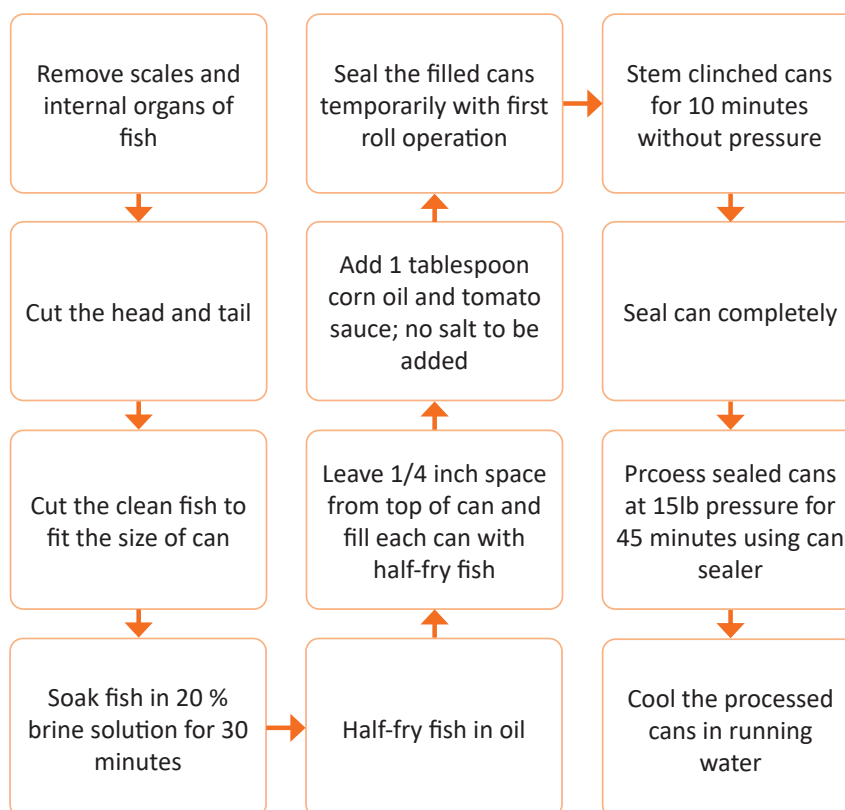 Remove scales and
internal organs of
fish
Cut the head and tail
Cut the clean fish to
fit the size of can
Soak fish in 20 %
brine solution for 30
minutes
Half-fry fish in oil
Leave 1/4 inch space
from top of can and
fill each can with
half-fry fish
Add 1 tablespoon
corn oil and tomato
sauce; no salt to be
added
Seal the filled cans
temporarily with first
roll operation
Stem clinched cans
for 10 minutes
without pressure
Seal can completely
Prcoess sealed cans
at 15lb pressure for
45 minutes using can
sealer
Cool the processed
cans in running
water